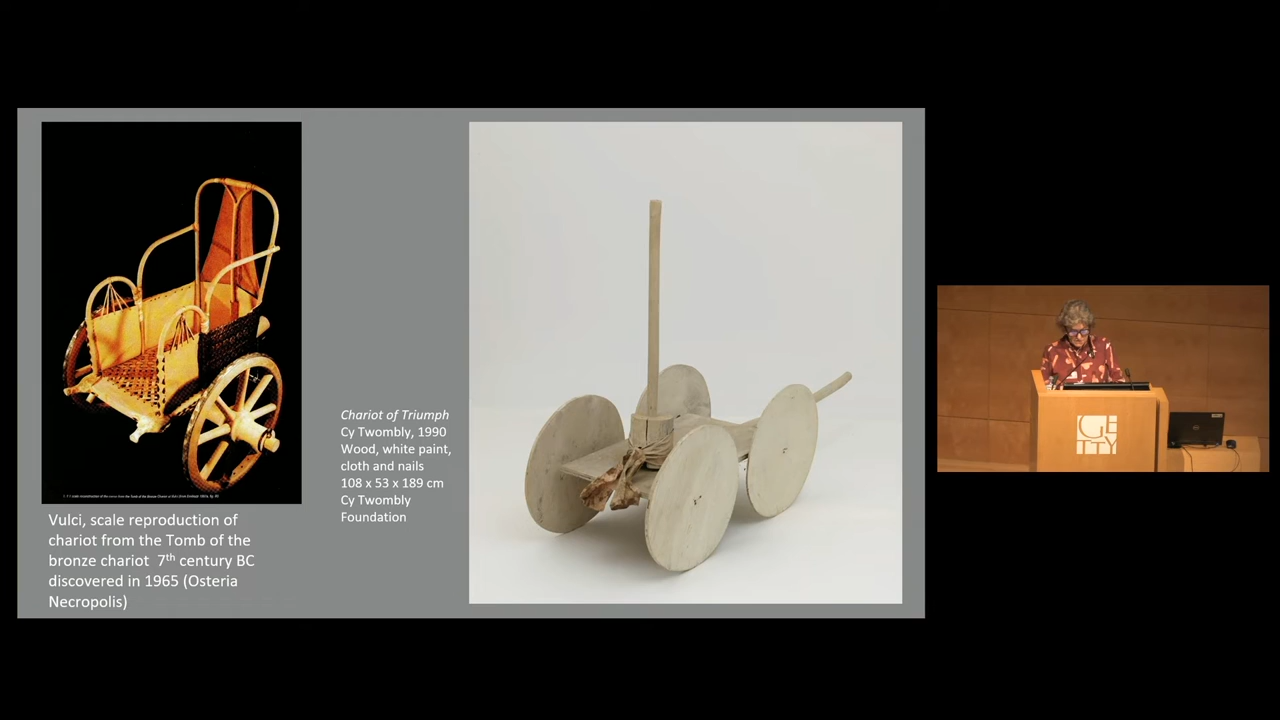 Vulci, scale reproduction of
chariot from the Tomb of the
bronze chariot 7th century BC
discovered in 1965 (Osteria
Necropolis)
Chariot of Triumph
Cy Twombly, 1990
Wood, white paint,
cloth and nails
108 x 53 x 189 cm
Cy Twombly
Foundation
GETTY